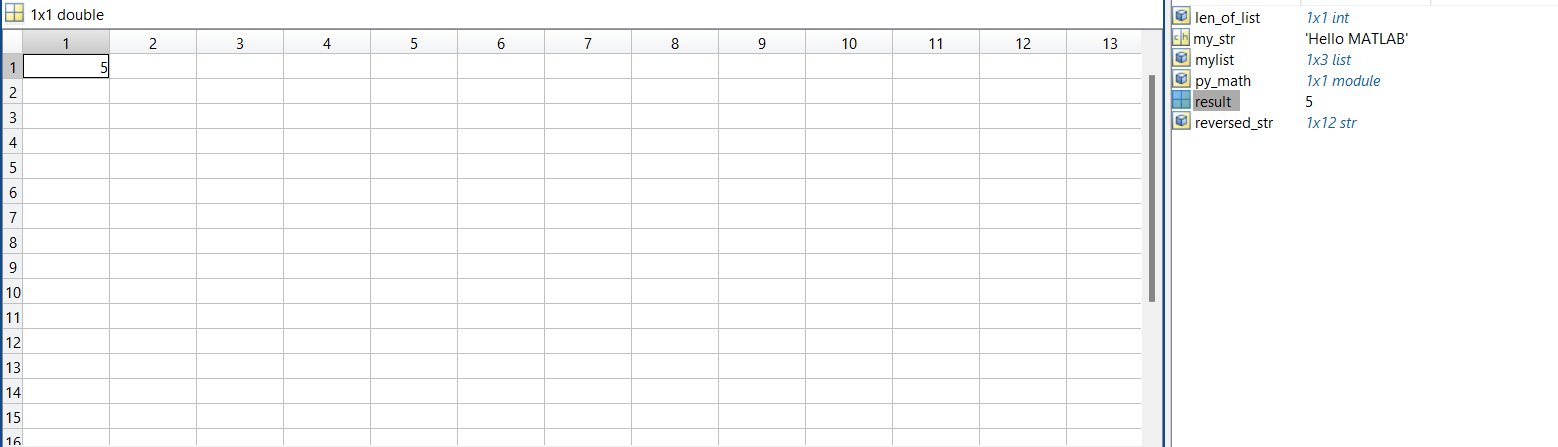 1x1 double
1 2 3 4 5 6 7 8 9 10 11 12 13
1 5
2
3
4
5
6
7
8
9
10
11
12
13
14
15
16
len_of_list 1x1 int
ch my_str 'Hello MATLAB'
mylist 1x3 list
py_math 1x1 module
result 5
reversed_str 1x12 str